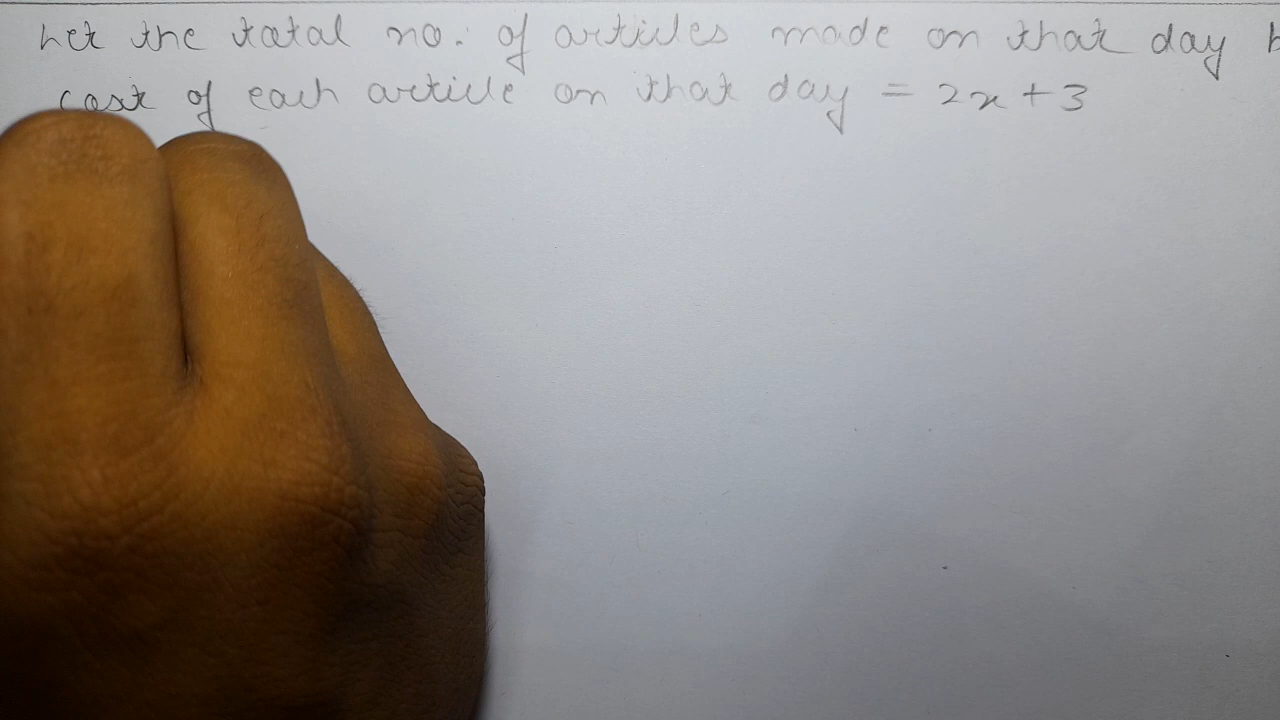 Let the total no. of articles made on that day b
cost of each article on that day = 2x + 3